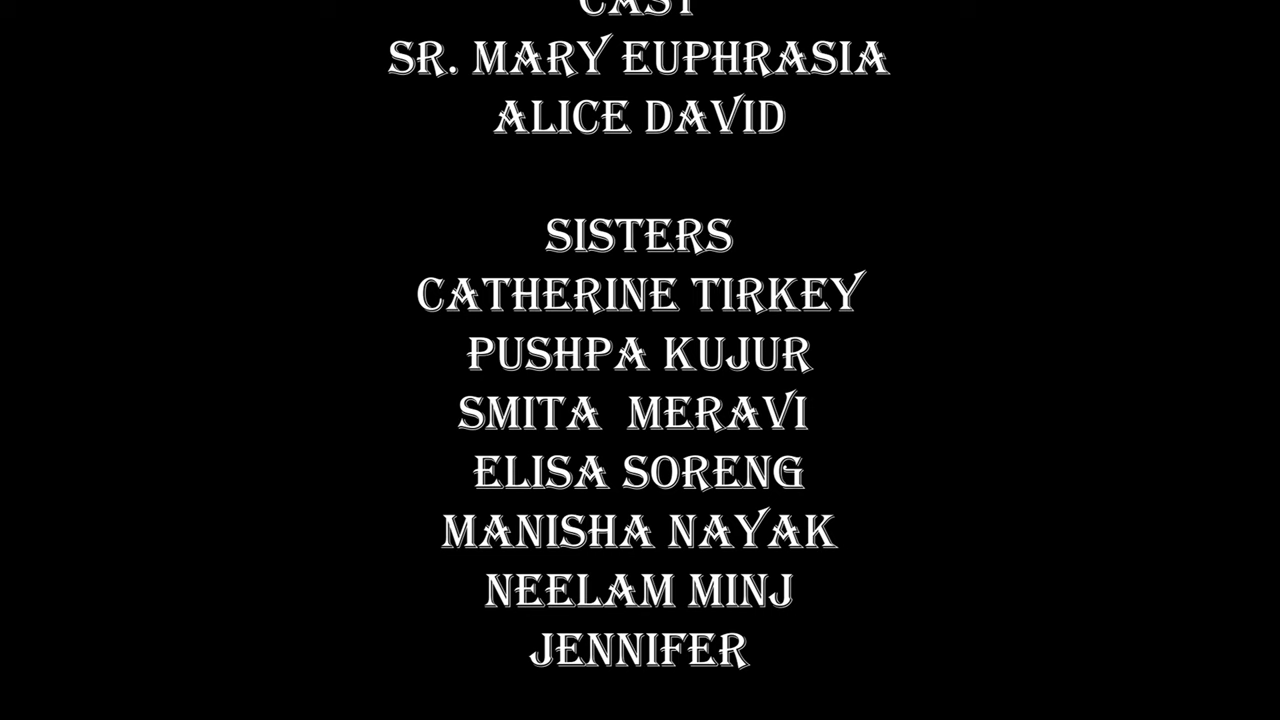 CAST
SR. MARY EUPHRASIA
ALICE DAVID
SISTERS
CATHERINE TIRKEY
PUSHPA KUJUR
SMITA MERAVI
ELISA SORENG
MANISHA NAYAK
NEELAM MINJ
JENNIFER